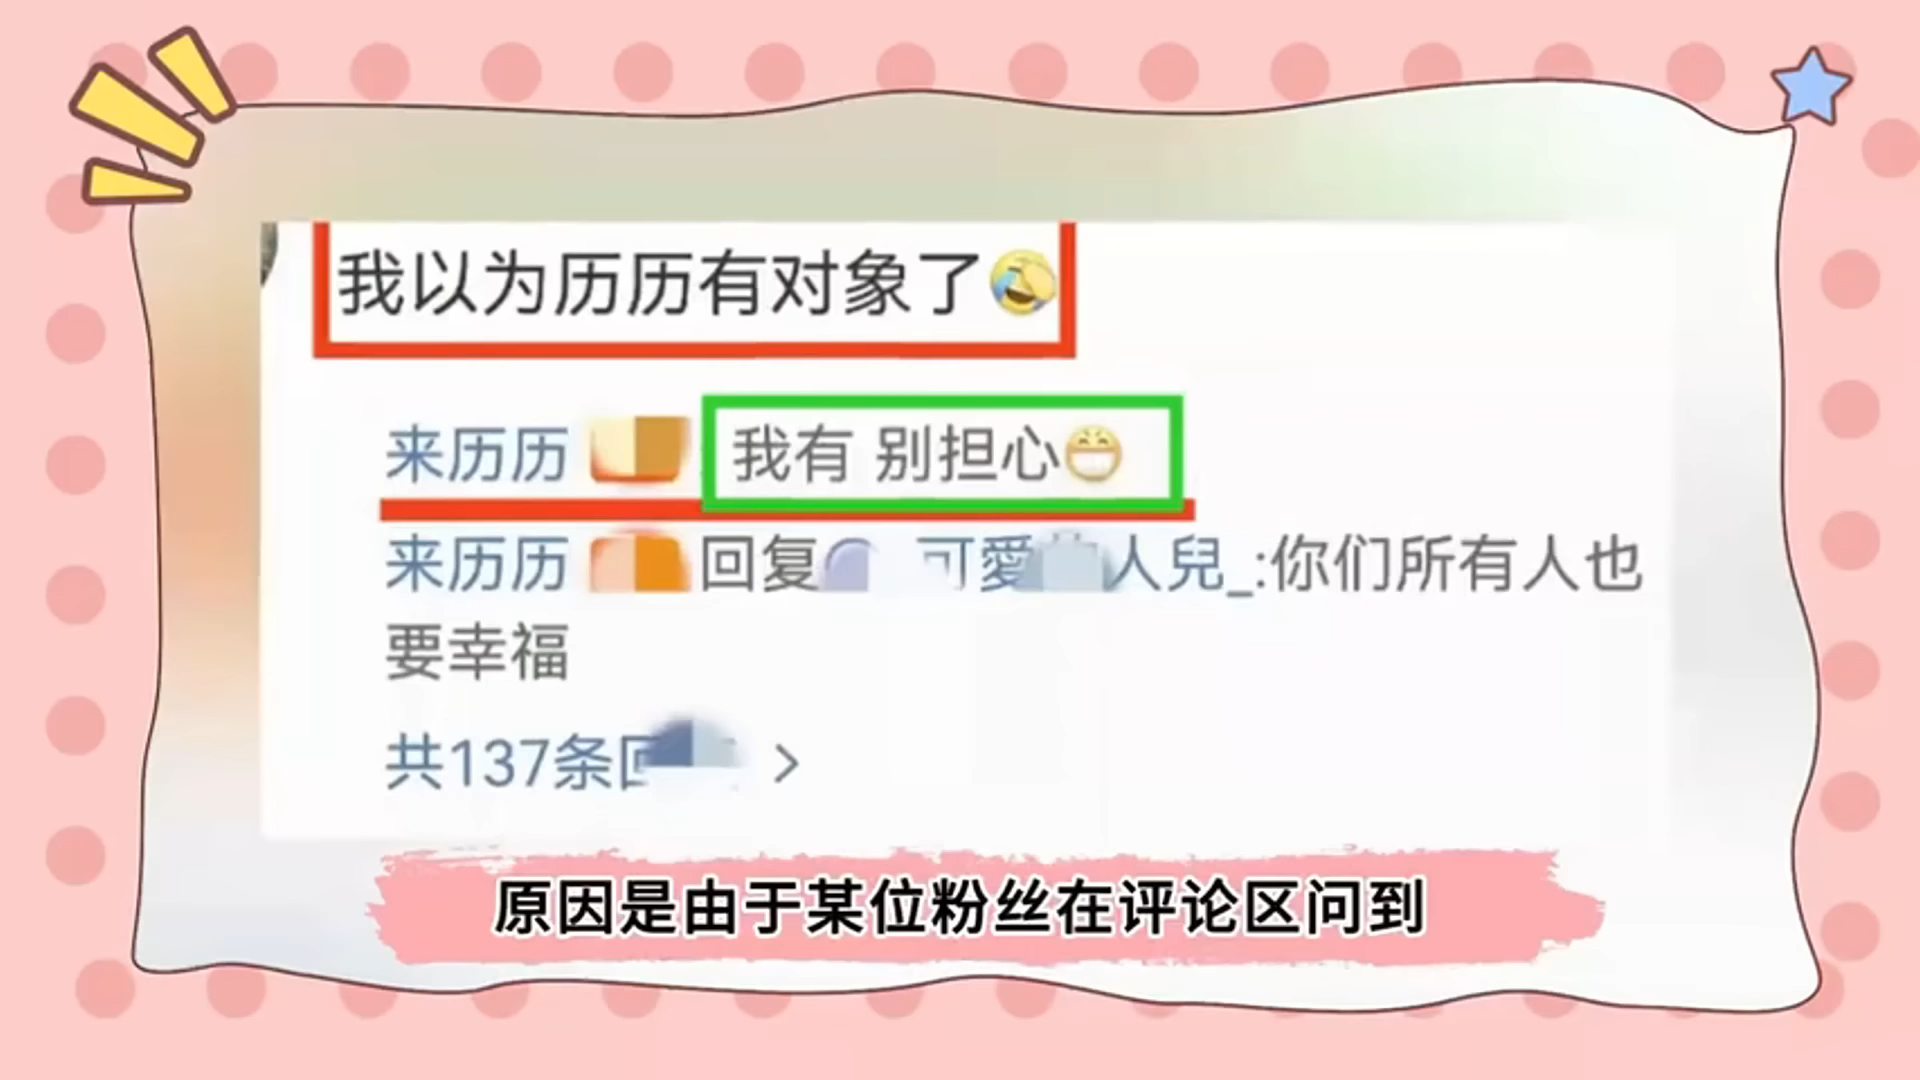 我以为历历有对象了🤣
来历历 我有 别担心😁
来历历 回复 可愛 人兒_:你们所有人也
要幸福
共137条 >
原因是由于某位粉丝在评论区问到